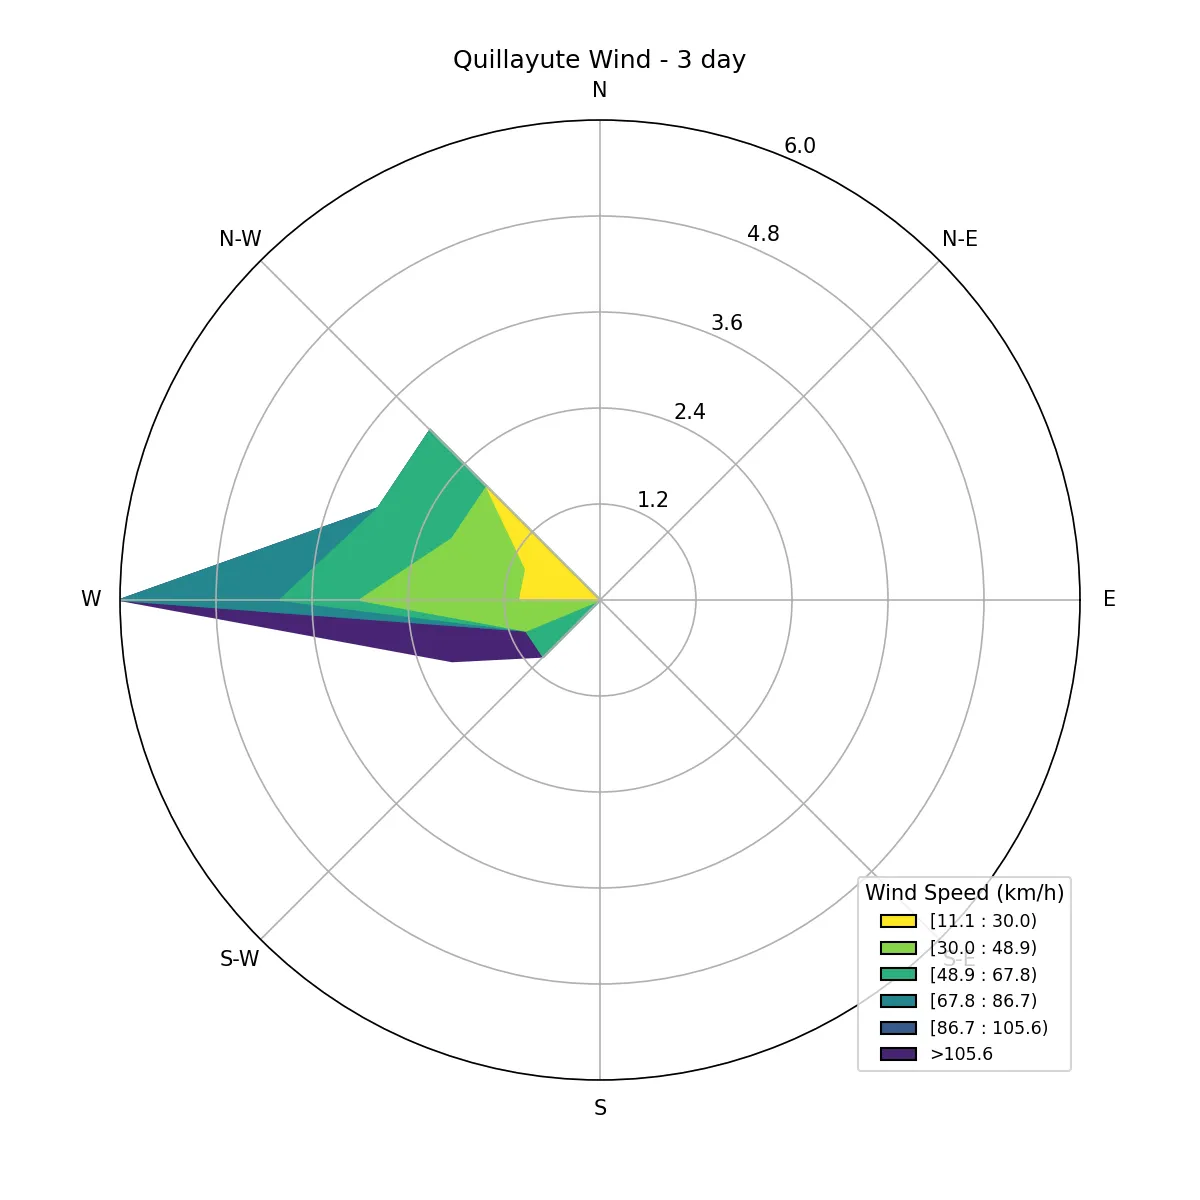 Quillayute Wind - 3 day
N
6.0
N-W
4.8
N-E
3.6
2.4
1.2
W
E
S-W
S-E
Wind Speed (km/h)
[11.1 : 30.0)
[30.0 : 48.9)
[48.9 : 67.8)
[67.8 : 86.7)
[86.7 : 105.6)
>105.6
S